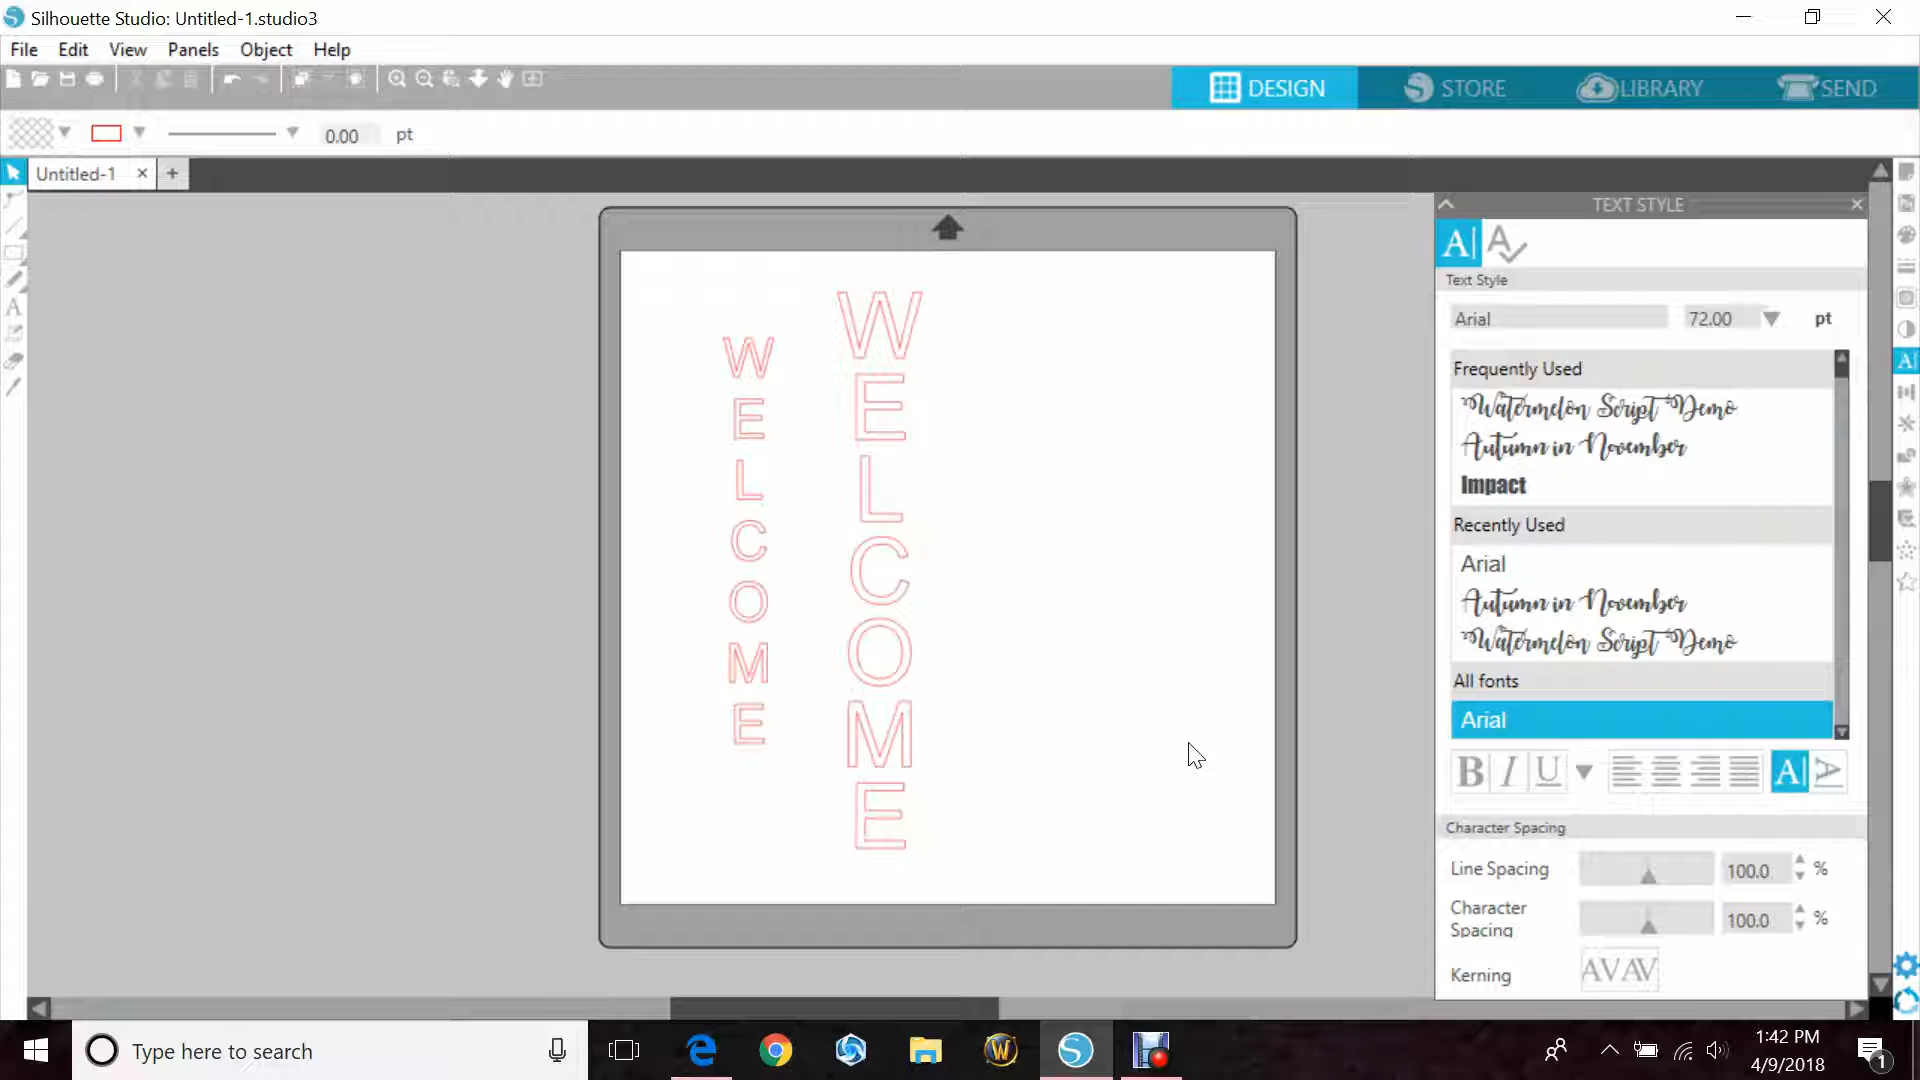 Silhouette Studio: Untitled-1.studio3
File Edit View Panels Object Help
DESIGN STORE LIBRARY SEND
0.00 pt
Untitled-1 × +
TEXT STYLE
Text Style
Arial 72.00 pt
Frequently Used
Watermelon Script Demo
Autumn in November
Impact
Recently Used
Arial
Autumn in November
Watermelon Script Demo
All fonts
Arial
B I U A A
Character Spacing
Line Spacing 100.0 %
Character Spacing 100.0 %
Kerning AV AV
W
E
L
C
O
M
E
W
E
L
C
O
M
E
Type here to search
1:42 PM
4/9/2018
1